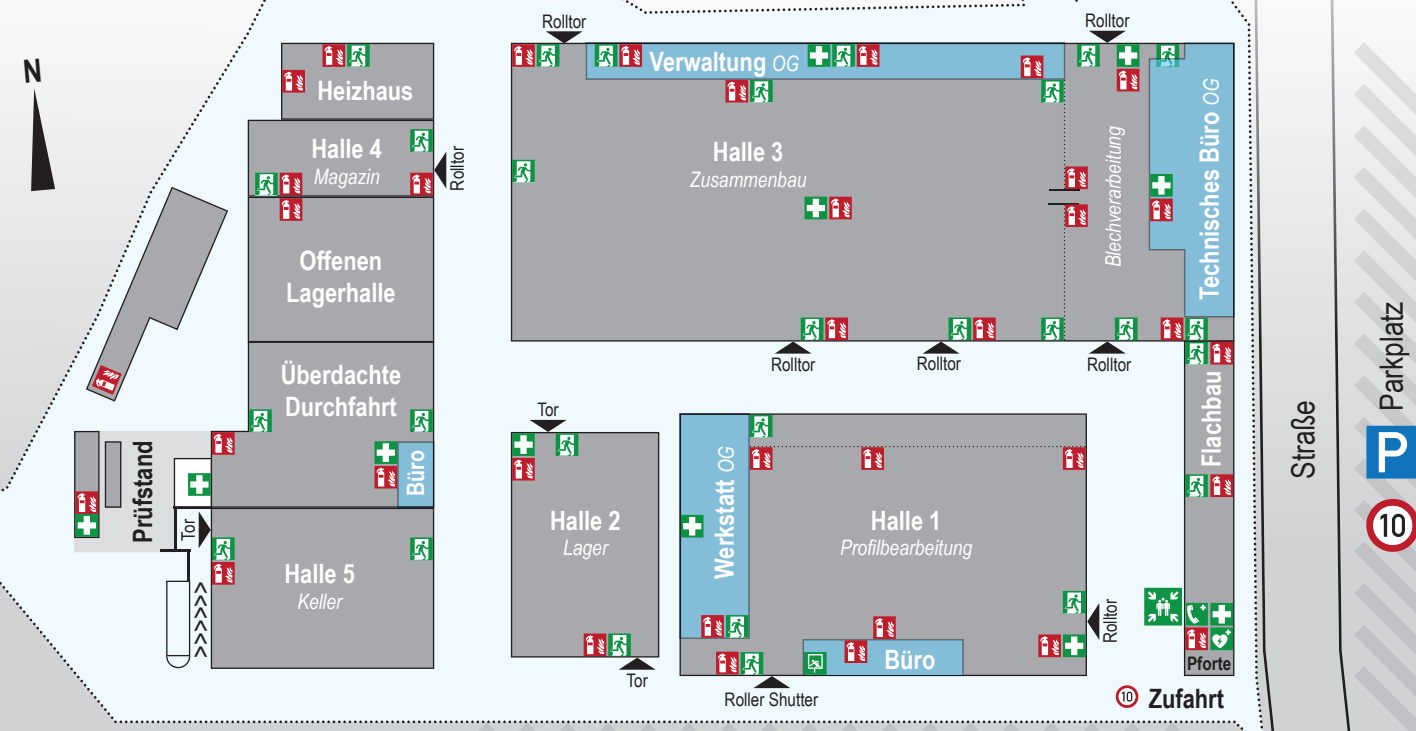 Rolltor
Rolltor
N
Verwaltung OG
Heizhaus
Technisches Büro OG
Halle 4
Magazin
Rolltor
Halle 3
Zusammenbau
Blechverarbeitung
Offenen
Lagerhalle
Rolltor
Rolltor
Rolltor
Parkplatz
P
10
Straße
Überdachte
Durchfahrt
Büro
Flachbau
Tor
Prüfstand
Tor
Werkstatt OG
Halle 2
Lager
Halle 1
Profilbearbeitung
Halle 5
Keller
Rolltor
Büro
Pforte
Tor
Roller Shutter
10 Zufahrt